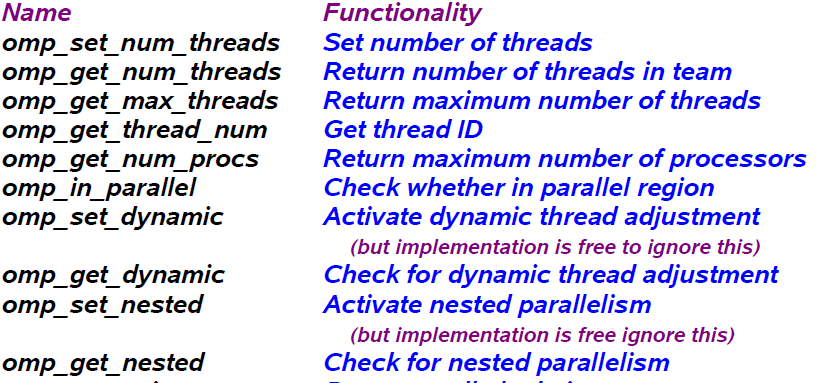 Name Functionality
omp_set_num_threads Set number of threads
omp_get_num_threads Return number of threads in team
omp_get_max_threads Return maximum number of threads
omp_get_thread_num Get thread ID
omp_get_num_procs Return maximum number of processors
omp_in_parallel Check whether in parallel region
omp_set_dynamic Activate dynamic thread adjustment
(but implementation is free to ignore this)
omp_get_dynamic Check for dynamic thread adjustment
omp_set_nested Activate nested parallelism
(but implementation is free ignore this)
omp_get_nested Check for nested parallelism